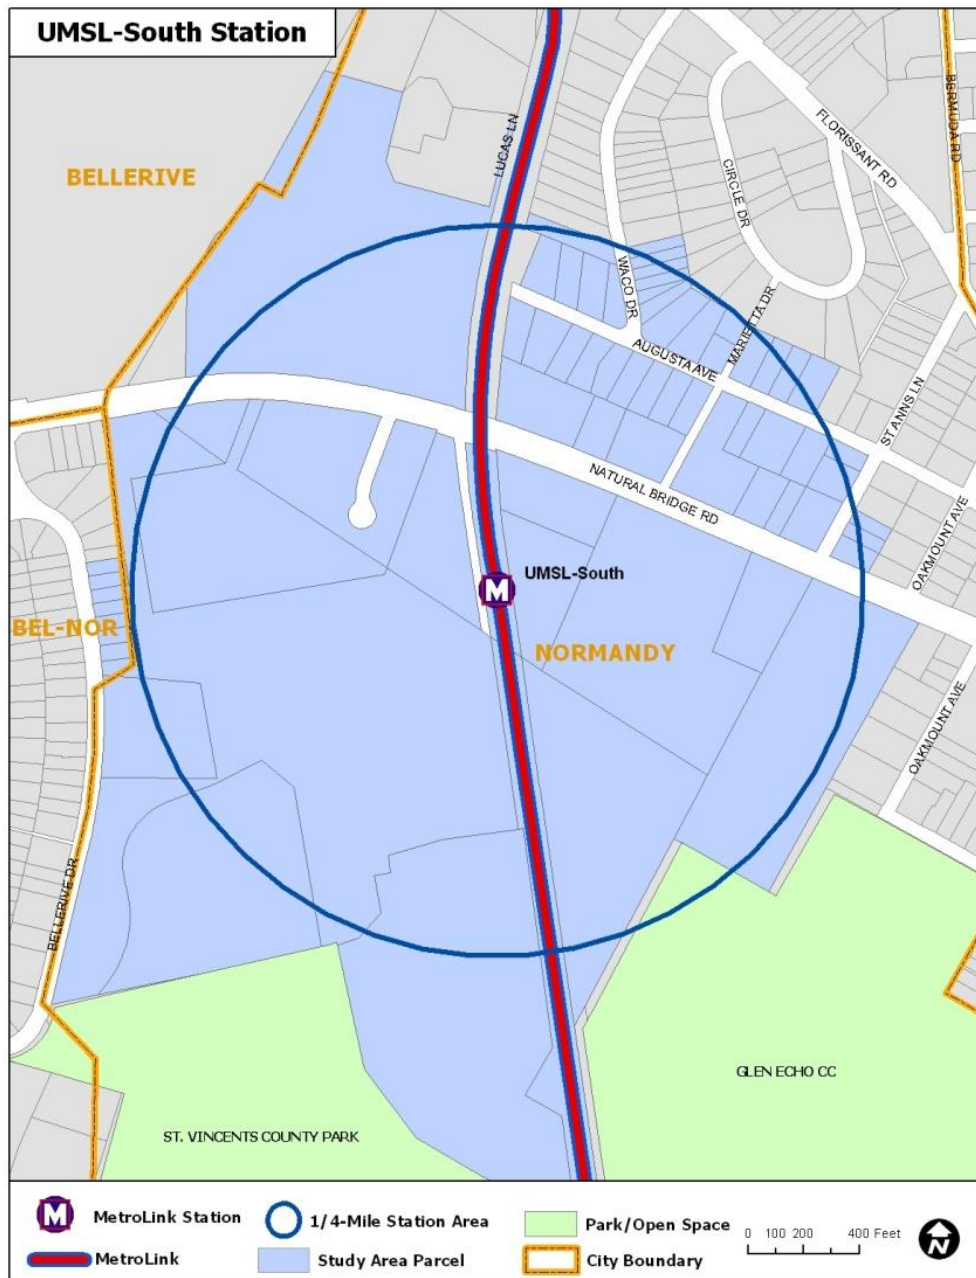 UMSL-South Station
BELLERIVE
LUCAS LN
FLORISSANT RD
BERMUDA RD
CIRCLE DR
WACO DR
MARIETTA DR
AUGUSTA AVE
ST ANNS LN
NATURAL BRIDGE RD
OAKMOUNT AVE
M
UMSL-South
BEL-NOR
NORMANDY
OAKMOUNT AVE
BELLERIVE DR
GLEN ECHO CC
ST. VINCENTS COUNTY PARK
M MetroLink Station
1/4-Mile Station Area
Park/Open Space
0 100 200 400 Feet
N
MetroLink
Study Area Parcel
City Boundary